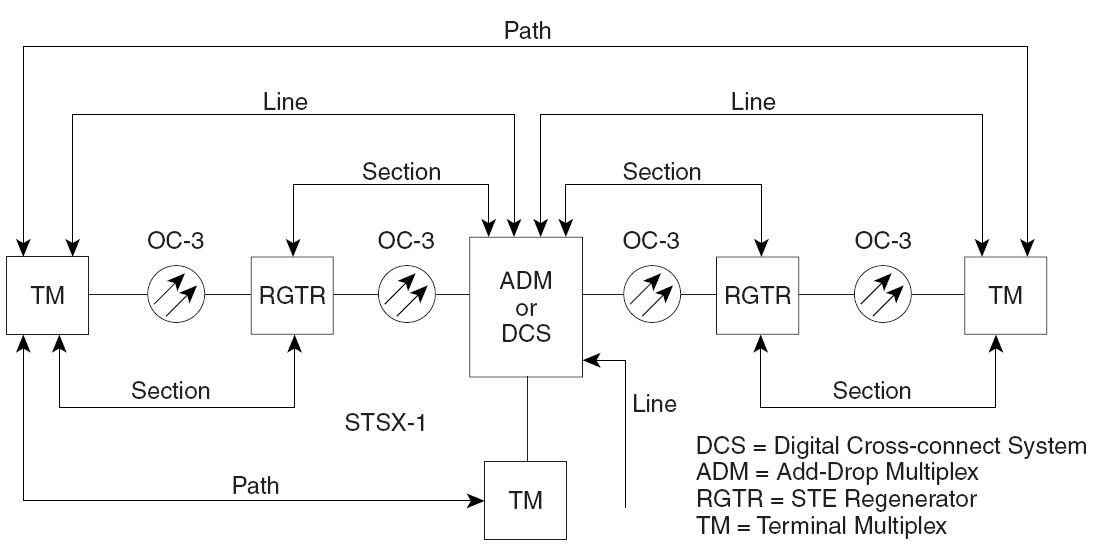 Path
Line
Line
Section
Section
OC-3
OC-3
OC-3
OC-3
TM
RGTR
ADM
or
DCS
RGTR
TM
Section
Section
Line
STSX-1
Path
TM
DCS = Digital Cross-connect System
ADM = Add-Drop Multiplex
RGTR = STE Regenerator
TM = Terminal Multiplex